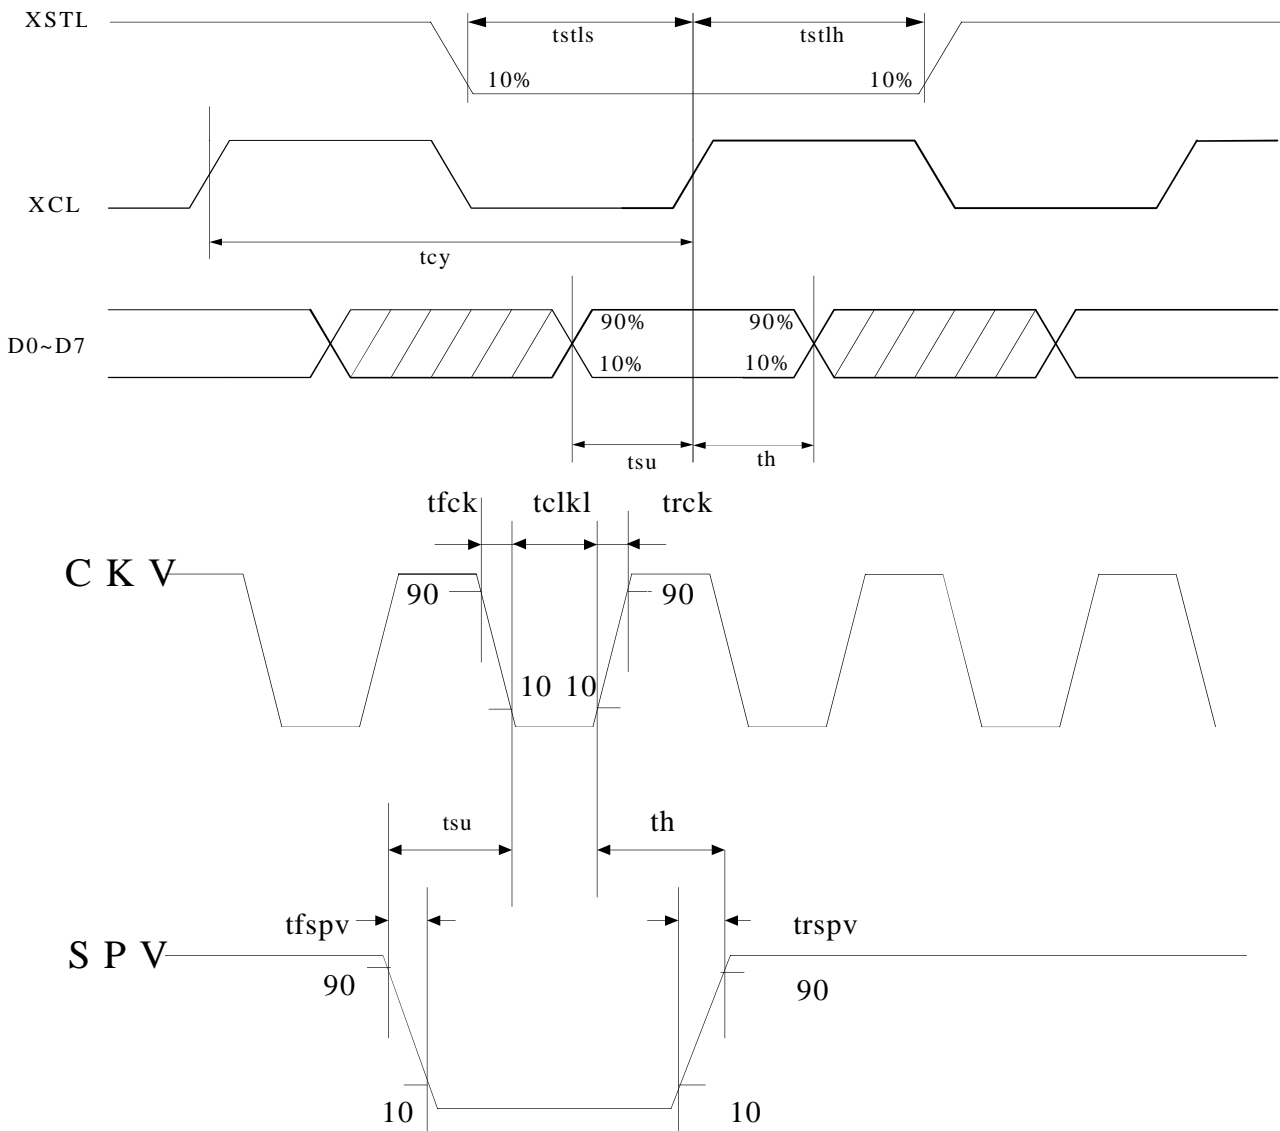 XSTL
tstls
tstlh
10%
10%
XCL
tcy
D0~D7
90%
90%
10%
10%
tsu
th
tfck
tclkl
trck
C K V
90
90
10
10
tsu
th
tfspv
trspv
S P V
90
90
10
10